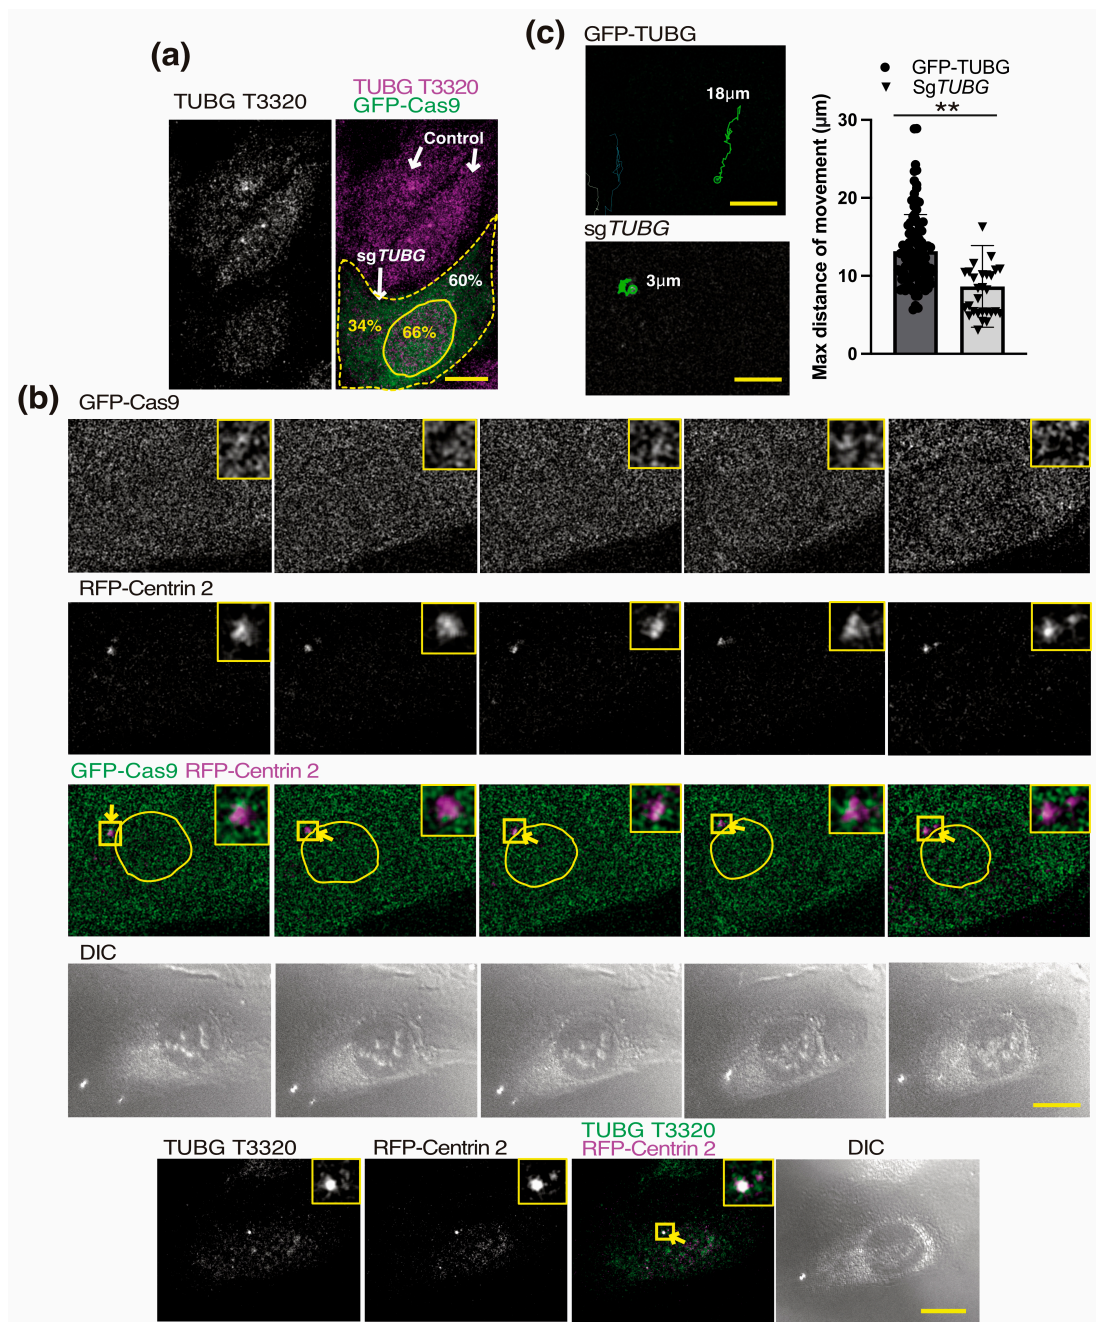 (a)
TUBG T3320
TUBG T3320
GFP-Cas9
Control
sgTUBG
60%
34%
66%
(c)
GFP-TUBG
18μm
sgTUBG
3μm
GFP-TUBG
SgTUBG
**
Max distance of movement (μm)
30
20
10
0
(b)
GFP-Cas9
RFP-Centrin 2
GFP-Cas9 RFP-Centrin 2
DIC
TUBG T3320
RFP-Centrin 2
TUBG T3320
RFP-Centrin 2
DIC